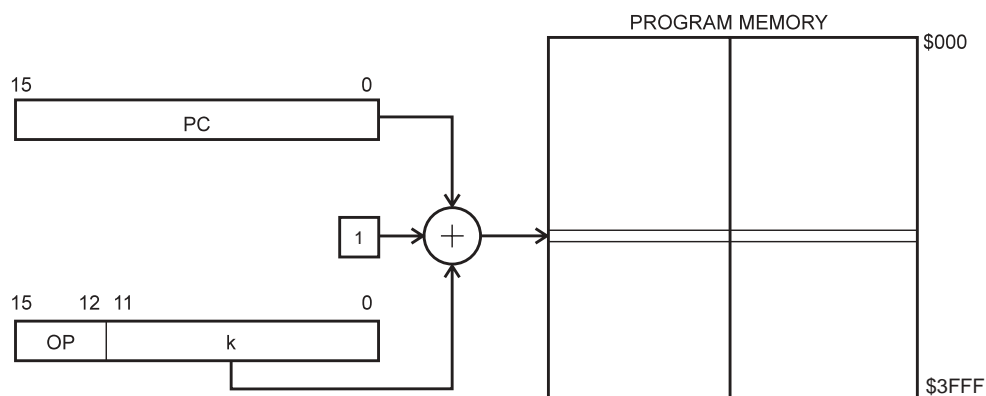 PROGRAM MEMORY
$000
15 0
PC
1
+
15 12 11 0
OP k
$3FFF